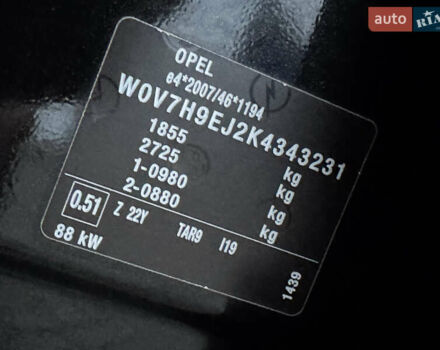 auto RIA
OPEL
e4*2007/46*1194
W0V7H9EJ2K4343231
1855 kg
2725 kg
1-0980 kg
2-0880 kg
0.51 Z 22Y TAR9 I19
88 kW 1439